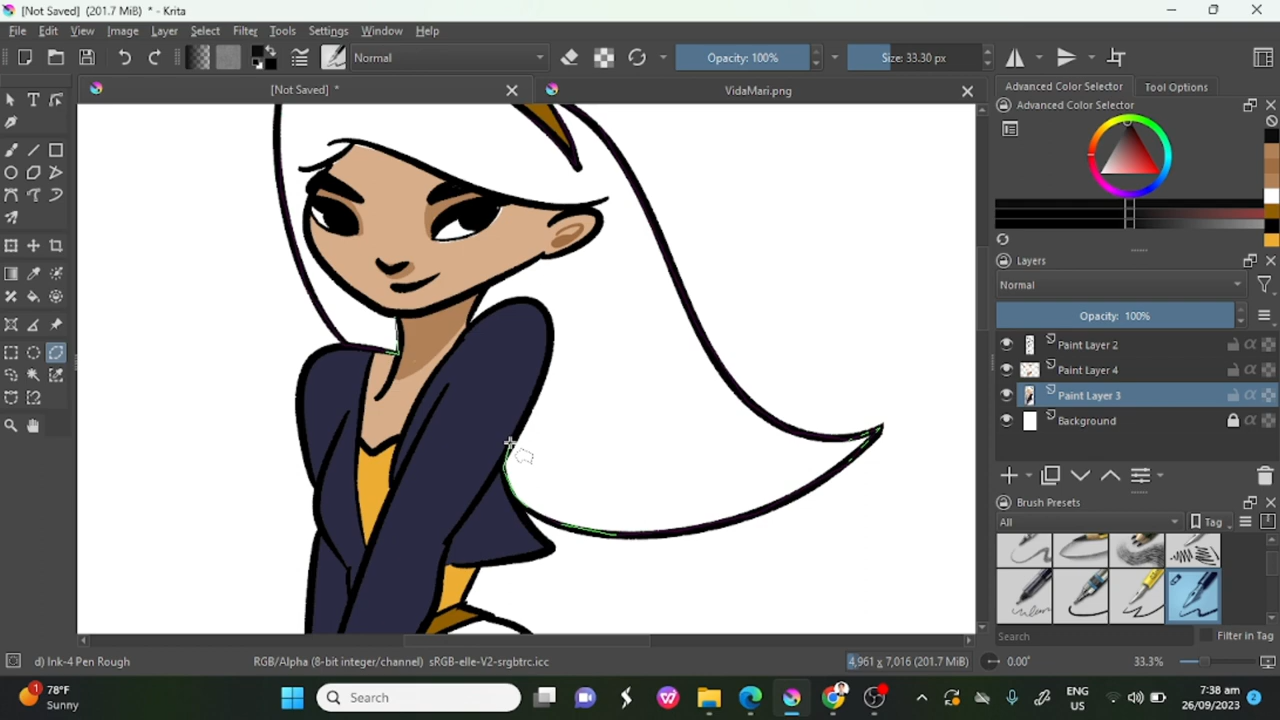 [Not Saved] (201.7 MiB) * - Krita
File Edit View Image Layer Select Filter Tools Settings Window Help
Normal
Opacity: 100%
Size: 33.30 px
[Not Saved] *
VidaMari.png
Advanced Color Selector
Tool Options
Advanced Color Selector
Layers
Normal
Opacity: 100%
Paint Layer 2
Paint Layer 4
Paint Layer 3
Background
Brush Presets
All
Tag
Search
Filter in Tag
d) Ink-4 Pen Rough
RGB/Alpha (8-bit integer/channel) sRGB-elle-V2-srgbtrc.icc
4,961 x 7,016 (201.7 MiB)
0.00°
33.3%
1
78°F
Sunny
Search
ENG
US
7:38 am
26/09/2023
2